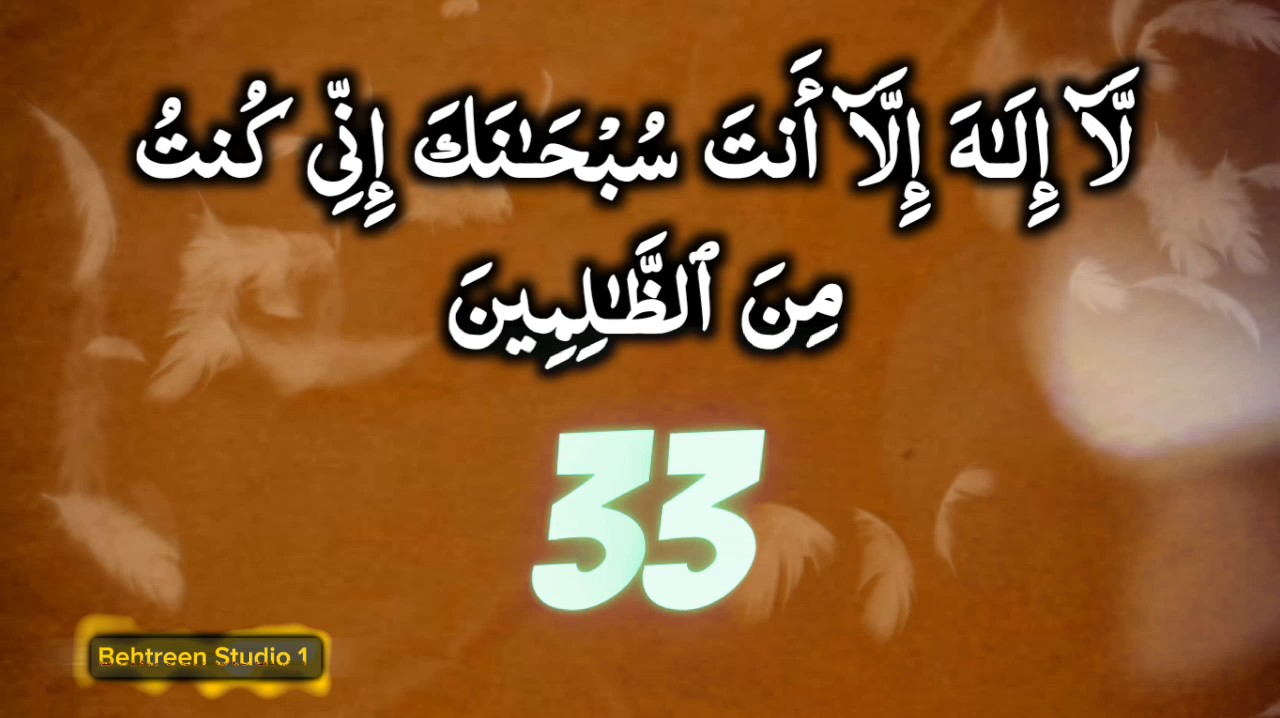 لَّآ إِلَـٰهَ إِلَّآ أَنتَ سُبْحَـٰنَكَ إِنِّى كُنتُ
مِنَ ٱلظَّـٰلِمِينَ
33
Behtreen Studio 1